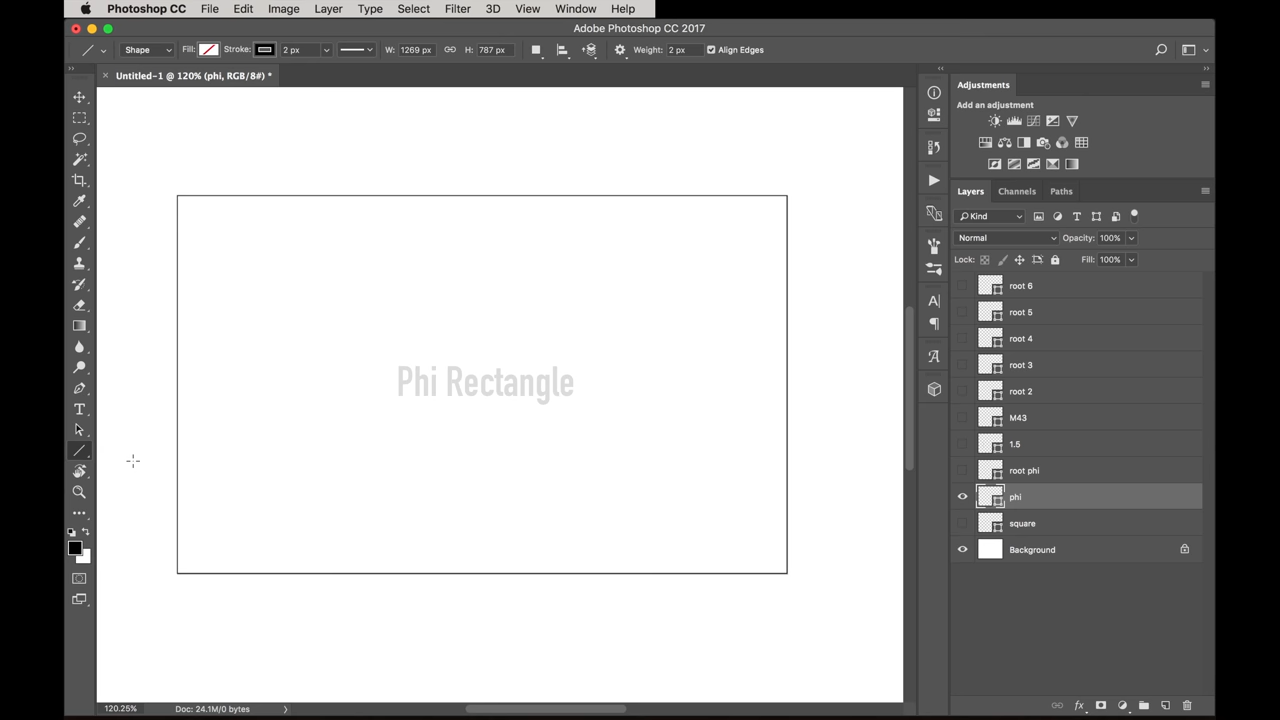 Photoshop CC File Edit Image Layer Type Select Filter 3D View Window Help
Adobe Photoshop CC 2017
Shape Fill: Stroke: 2 px W: 1269 px H: 787 px Weight: 2 px Align Edges
Untitled-1 @ 120% (phi, RGB/8#) *
Adjustments
Add an adjustment
Layers Channels Paths
Kind
Normal Opacity: 100%
Lock: Fill: 100%
root 6
root 5
root 4
root 3
root 2
M43
1.5
root phi
phi
square
Background
Phi Rectangle
120.25% Doc: 24.1M/0 bytes